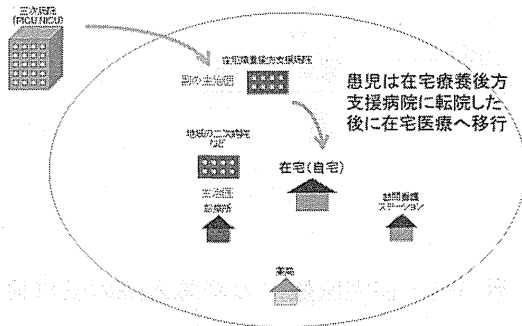 三次病院
(PICU/NICU)
在宅療養後方支援病院
副の主治医
患児は在宅療養後方
支援病院に転院した
後に在宅医療へ移行
地域の二次病院
など
在宅(自宅)
主治医
診療所
訪問看護
ステーション
薬局